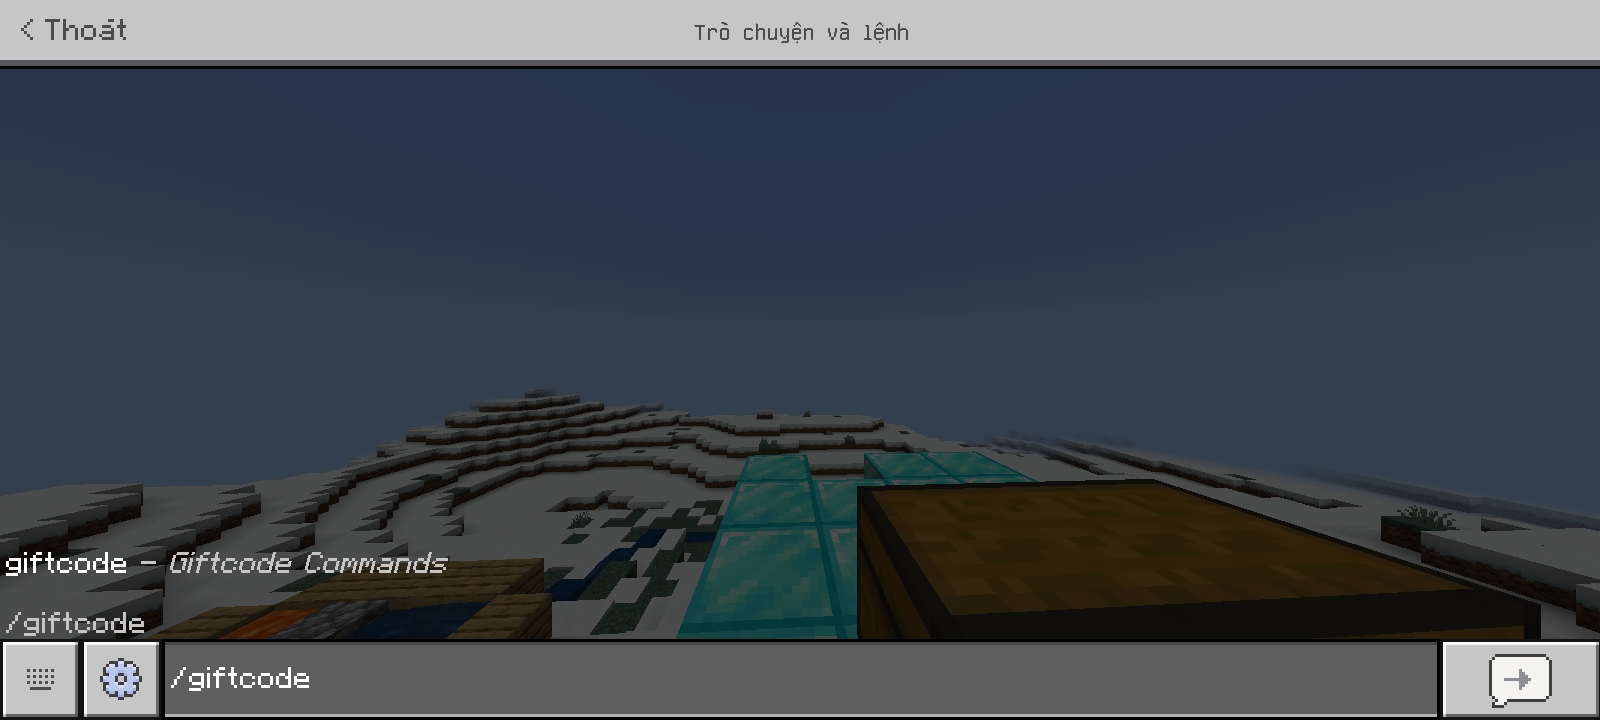 Thoát
Trò chuyện và lệnh
giftcode - Giftcode Commands
/giftcode
/giftcode